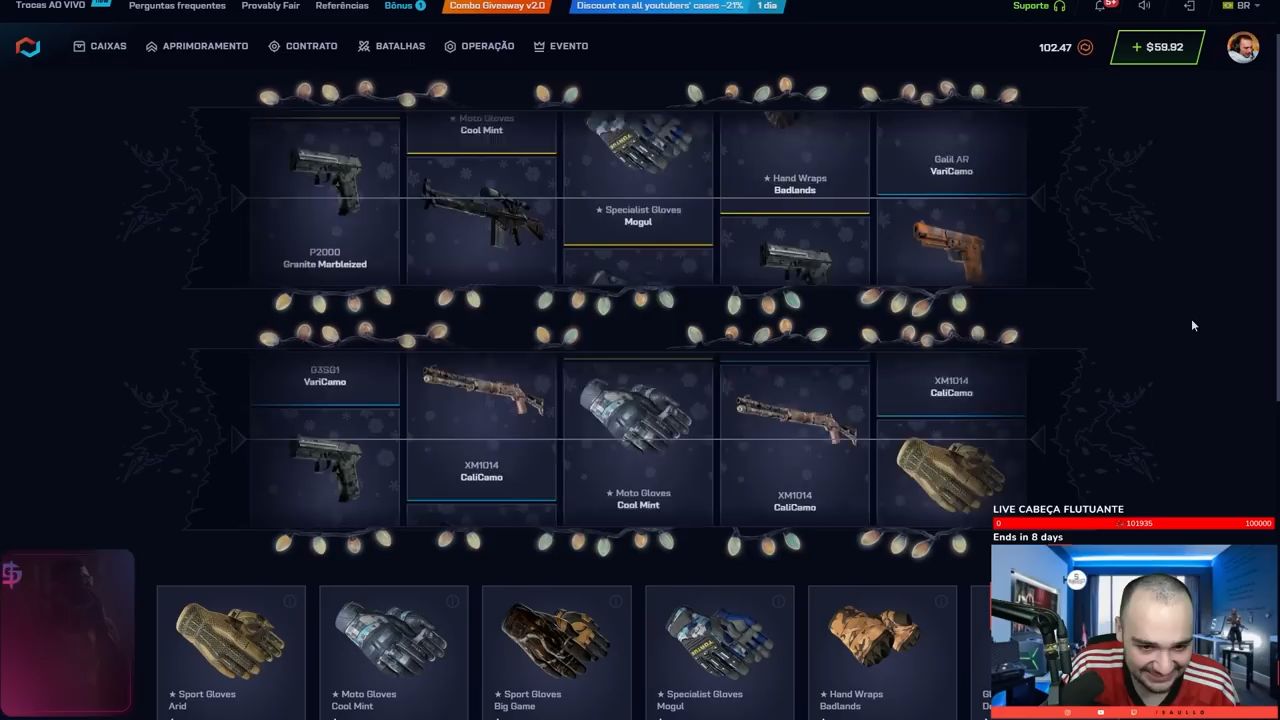 Trocas AO VIVO
Perguntas frequentes
Provably Fair
Referências
Bônus 1
Combo Giveaway v2.0
Discount on all youtubers' cases −21% 1 dia
Suporte
5+
BR
CAIXAS
APRIMORAMENTO
CONTRATO
BATALHAS
OPERAÇÃO
EVENTO
102.47
+ $59.92
P2000
Granite Marbleized
★ Moto Gloves
Cool Mint
★ Specialist Gloves
Mogul
★ Hand Wraps
Badlands
Galil AR
VariCamo
G3SG1
VariCamo
XM1014
CaliCamo
★ Moto Gloves
Cool Mint
XM1014
CaliCamo
XM1014
CaliCamo
LIVE CABEÇA FLUTUANTE
0 101935 100000
Ends in 8 days
★ Sport Gloves
Arid
★ Moto Gloves
Cool Mint
★ Sport Gloves
Big Game
★ Specialist Gloves
Mogul
★ Hand Wraps
Badlands
SAULLO